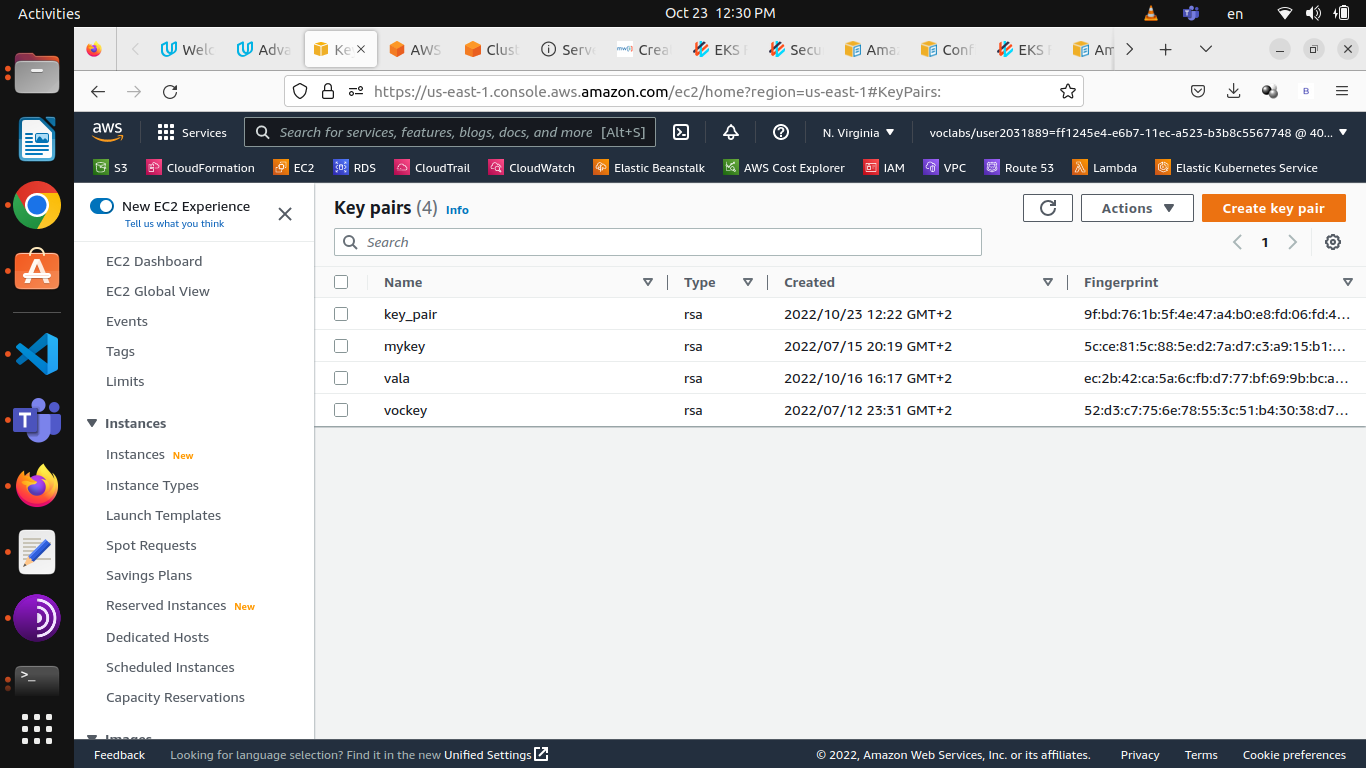 Activities
Oct 23 12:30 PM
en
Welc
Adva
Ke
AWS
Clust
Serv
Crea
EKS
Secu
Amaz
Conf
EKS
Am
https://us-east-1.console.aws.amazon.com/ec2/home?region=us-east-1#KeyPairs:
aws
Services
Search for services, features, blogs, docs, and more [Alt+S]
N. Virginia
voclabs/user2031889=ff1245e4-e6b7-11ec-a523-b3b8c5567748 @ 40...
S3
CloudFormation
EC2
RDS
CloudTrail
CloudWatch
Elastic Beanstalk
AWS Cost Explorer
IAM
VPC
Route 53
Lambda
Elastic Kubernetes Service
New EC2 Experience
Tell us what you think
EC2 Dashboard
EC2 Global View
Events
Tags
Limits
Instances
Instances New
Instance Types
Launch Templates
Spot Requests
Savings Plans
Reserved Instances New
Dedicated Hosts
Scheduled Instances
Capacity Reservations
Images
Key pairs (4) Info
Actions
Create key pair
Search
1
Name Type Created Fingerprint
key_pair rsa 2022/10/23 12:22 GMT+2 9f:bd:76:1b:5f:4e:47:a4:b0:e8:fd:06:fd:4...
mykey rsa 2022/07/15 20:19 GMT+2 5c:ce:81:5c:88:5e:d2:7a:d7:c3:a9:15:b1:...
vala rsa 2022/10/16 16:17 GMT+2 ec:2b:42:ca:5a:6c:fb:d7:77:bf:69:9b:bc:a...
vockey rsa 2022/07/12 23:31 GMT+2 52:d3:c7:75:6e:78:55:3c:51:b4:30:38:d7...
Feedback
Looking for language selection? Find it in the new Unified Settings
© 2022, Amazon Web Services, Inc. or its affiliates.
Privacy
Terms
Cookie preferences